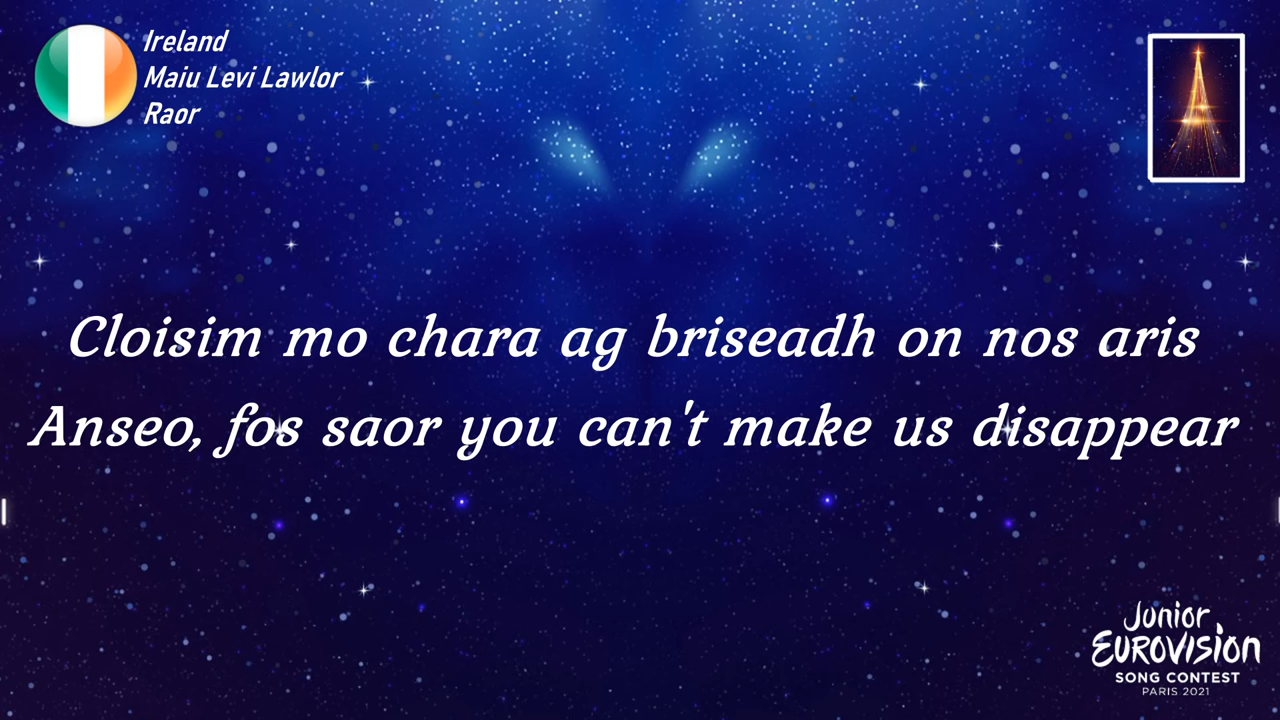 Ireland
Maiu Levi Lawlor
Raor
Cloisim mo chara ag briseadh on nos aris
Anseo, fos saor you can't make us disappear
Junior
EUROVISION
SONG CONTEST
PARIS 2021